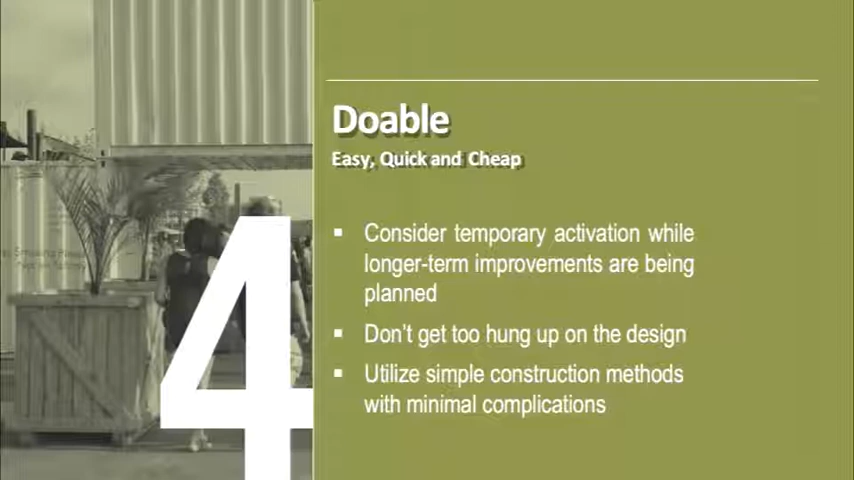 Doable
Easy, Quick and Cheap
▪ Consider temporary activation while
longer-term improvements are being
planned
▪ Don't get too hung up on the design
▪ Utilize simple construction methods
with minimal complications
4